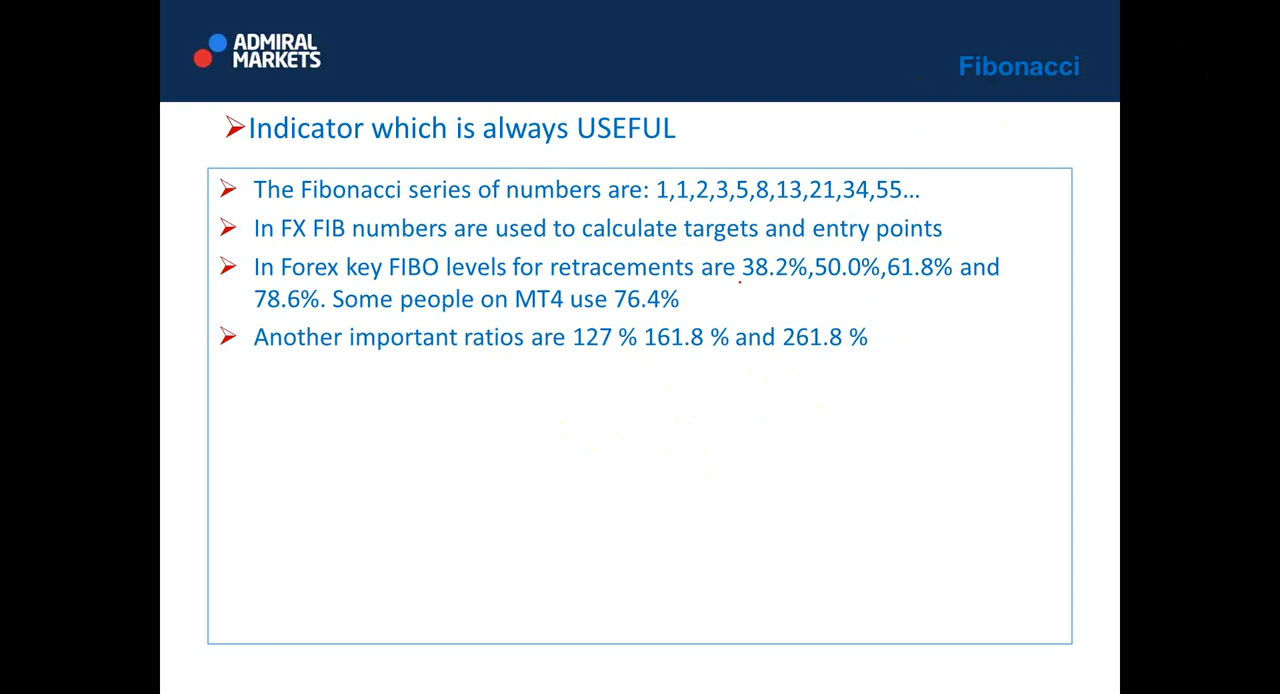 ADMIRAL
MARKETS
Fibonacci
Indicator which is always USEFUL
The Fibonacci series of numbers are: 1,1,2,3,5,8,13,21,34,55...
In FX FIB numbers are used to calculate targets and entry points
In Forex key FIBO levels for retracements are 38.2%,50.0%,61.8% and
78.6%. Some people on MT4 use 76.4%
Another important ratios are 127 % 161.8 % and 261.8 %